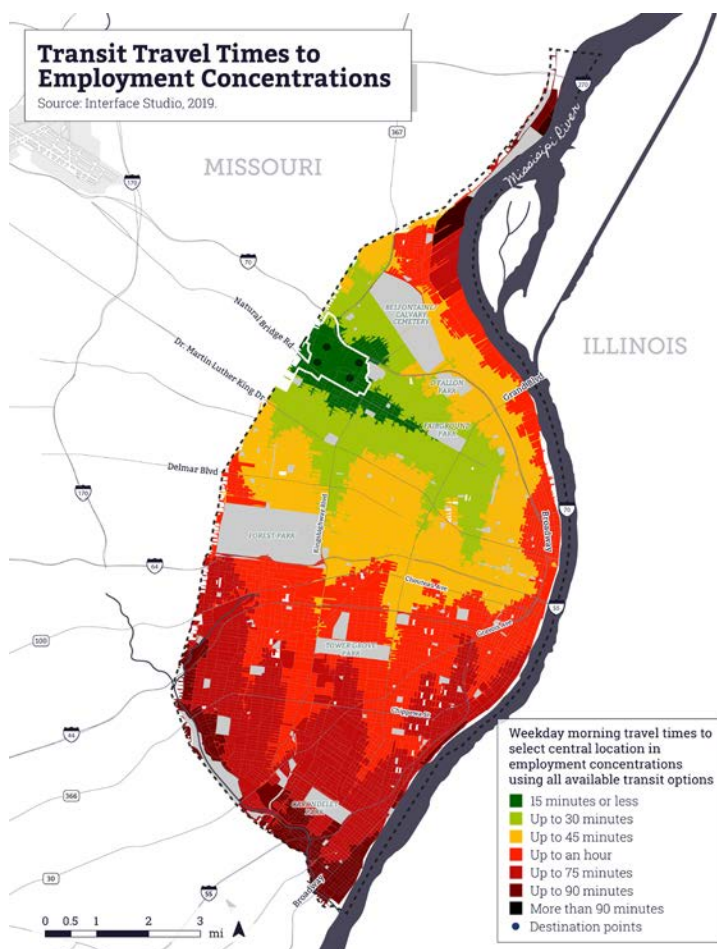 Transit Travel Times to
Employment Concentrations
Source: Interface Studio, 2019.
270
367
Mississipi River
MISSOURI
170
70
Natural Bridge Rd
BELFONTAINE/
CALVARY
CEMETERY
ILLINOIS
Dr. Martin Luther King Dr
O'FALLON
PARK
Grand Blvd
FAIRGROUND
PARK
Delmar Blvd
170
Kingshighway Blvd
70
Broadway
FOREST PARK
64
Chouteau Ave
55
Gravois Ave
100
TOWER GROVE
PARK
Chippewa St
44
366
CARONDELET
PARK
30
55
Broadway
Weekday morning travel times to
select central location in
employment concentrations
using all available transit options
15 minutes or less
Up to 30 minutes
Up to 45 minutes
Up to an hour
Up to 75 minutes
Up to 90 minutes
More than 90 minutes
Destination points
0 0.5 1 2 3
mi